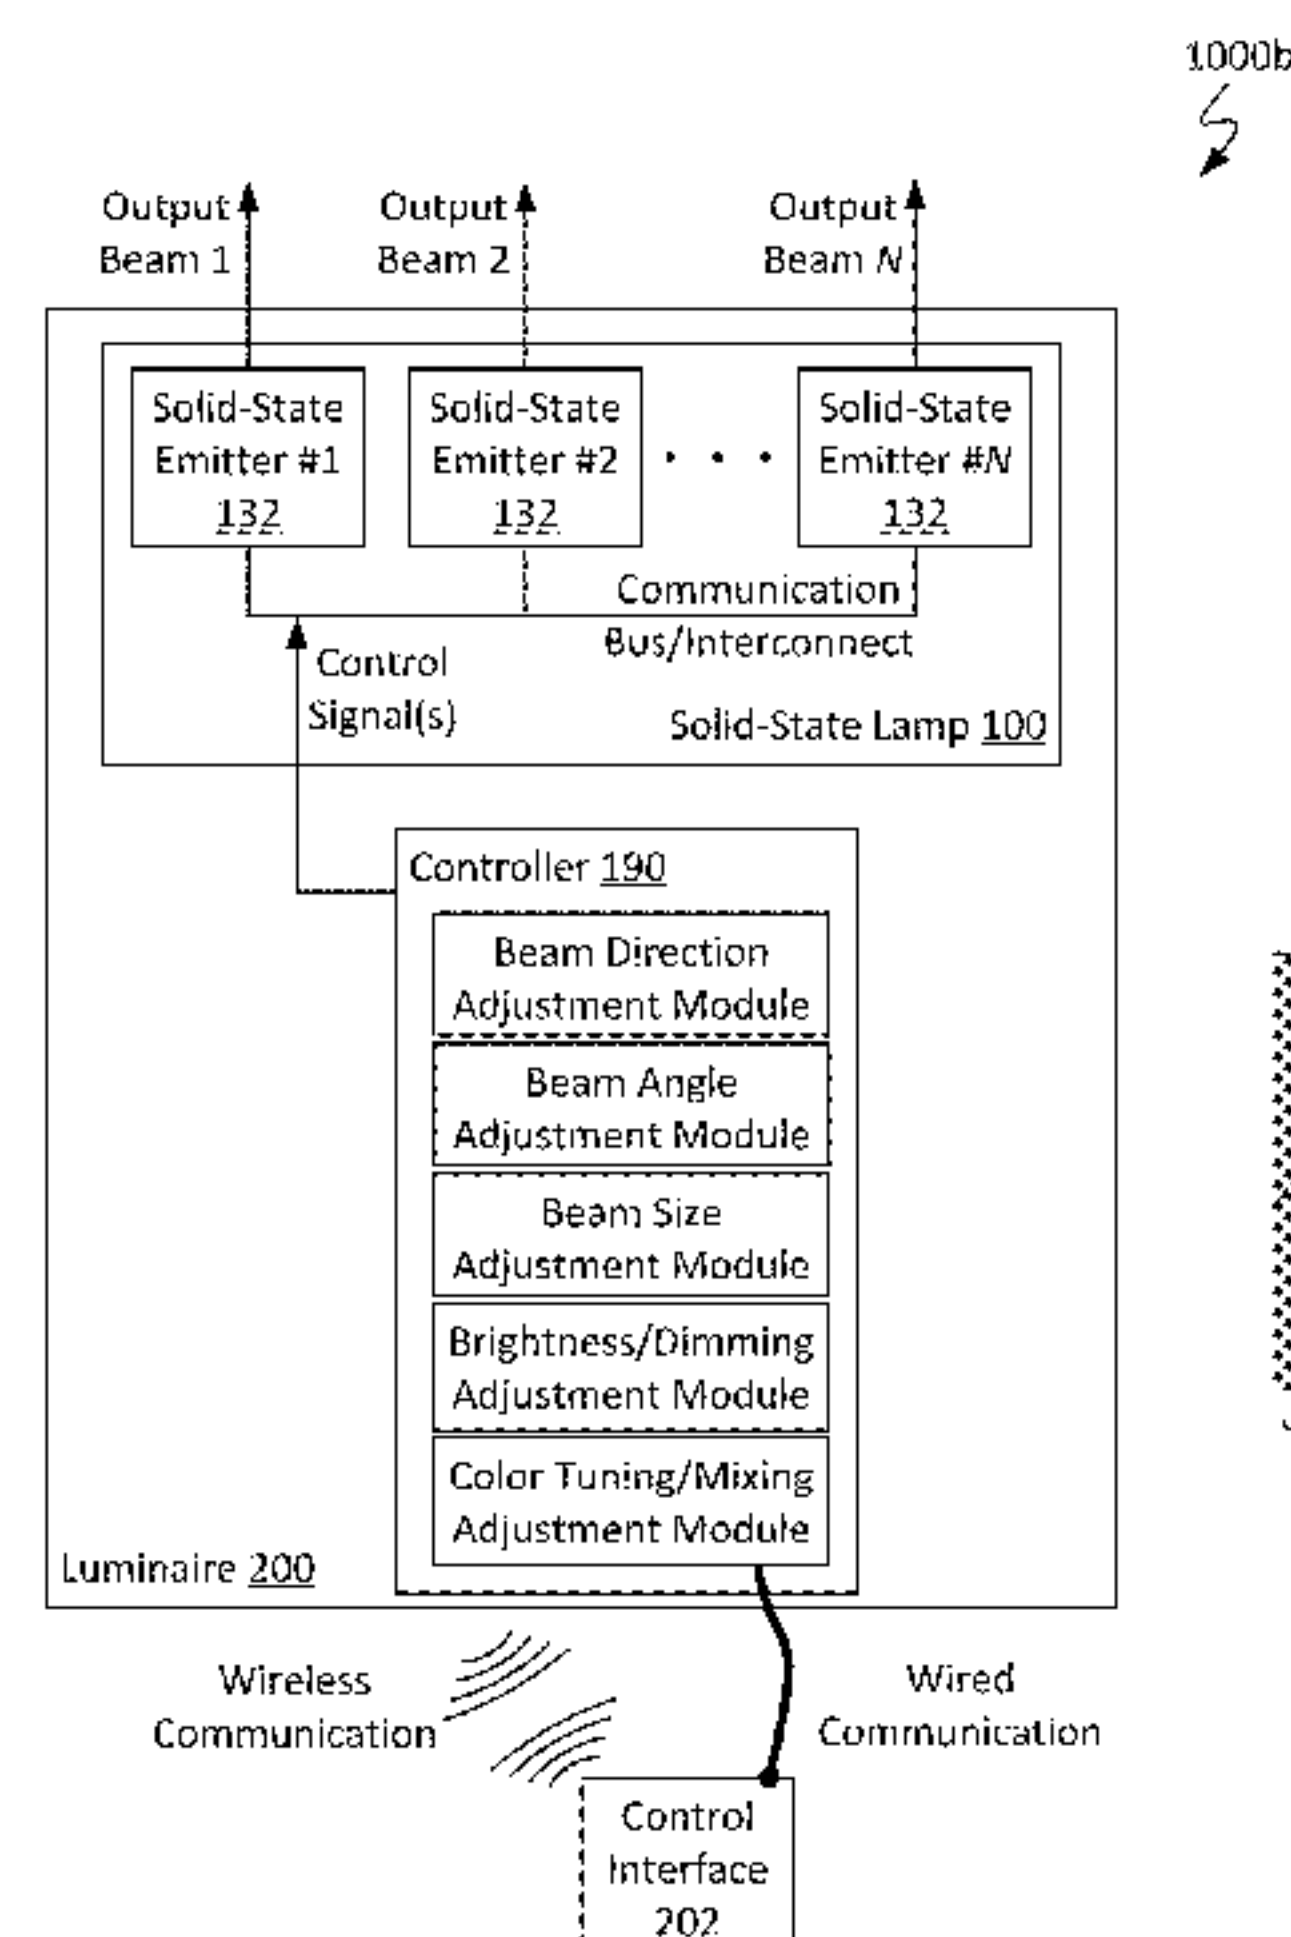 1000b
Output
Beam 1
Output
Beam 2
Output
Beam N
Solid-State
Emitter #1
132
Solid-State
Emitter #2
132
. . .
Solid-State
Emitter #N
132
Communication
Bus/Interconnect
Control
Signal(s)
Solid-State Lamp 100
Controller 190
Beam Direction
Adjustment Module
Beam Angle
Adjustment Module
Beam Size
Adjustment Module
Brightness/Dimming
Adjustment Module
Color Tuning/Mixing
Adjustment Module
Luminaire 200
Wireless
Communication
Wired
Communication
Control
Interface
202